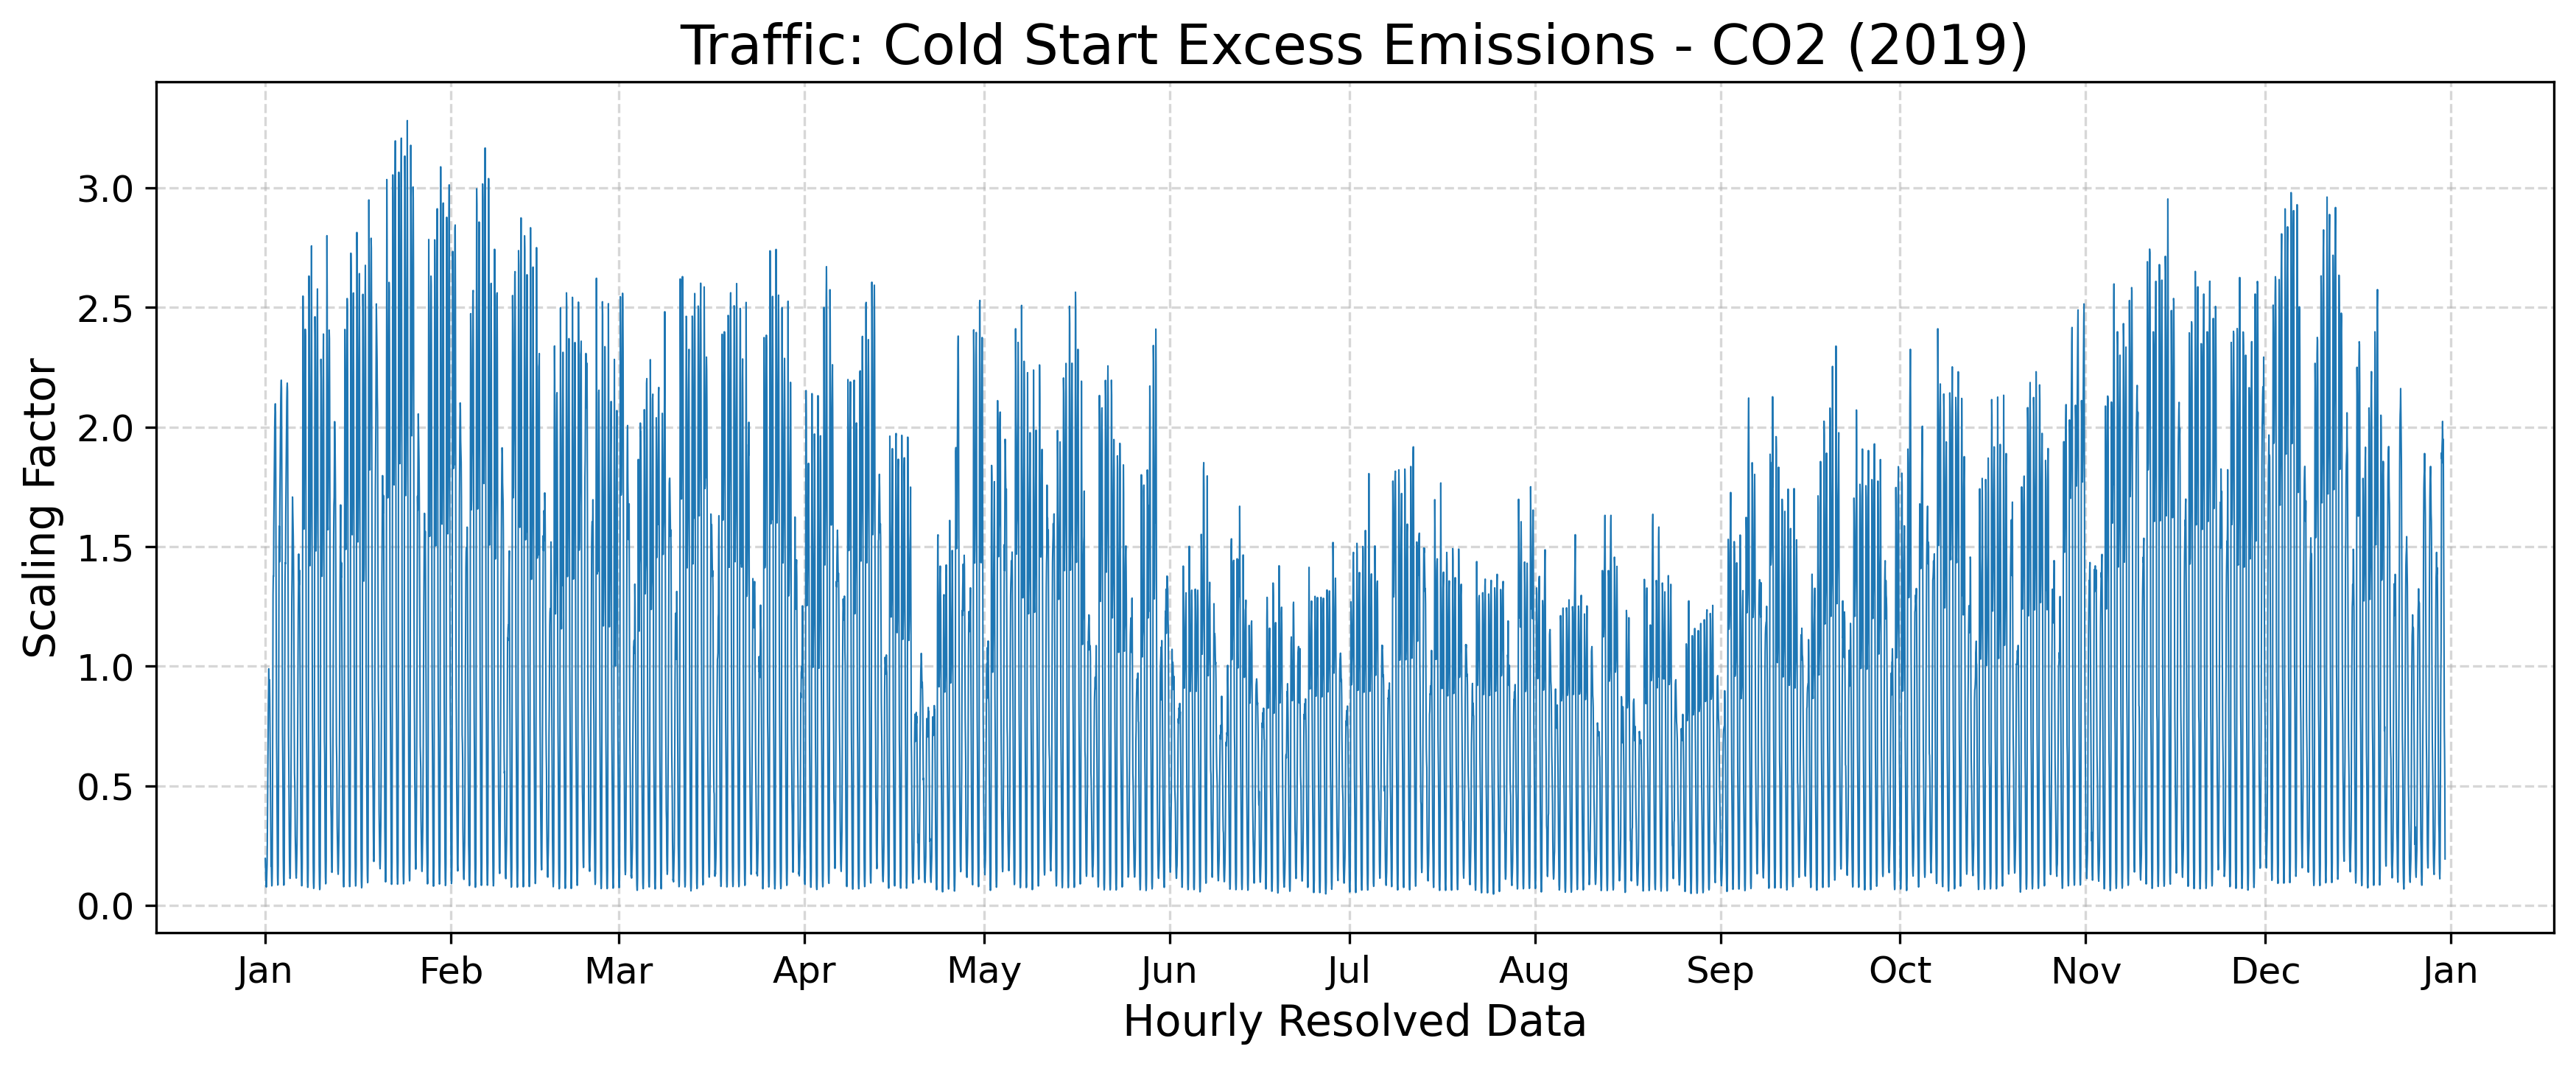 Traffic: Cold Start Excess Emissions - CO2 (2019)
Scaling Factor
3.0
2.5
2.0
1.5
1.0
0.5
0.0
Jan Feb Mar Apr May Jun Jul Aug Sep Oct Nov Dec Jan
Hourly Resolved Data